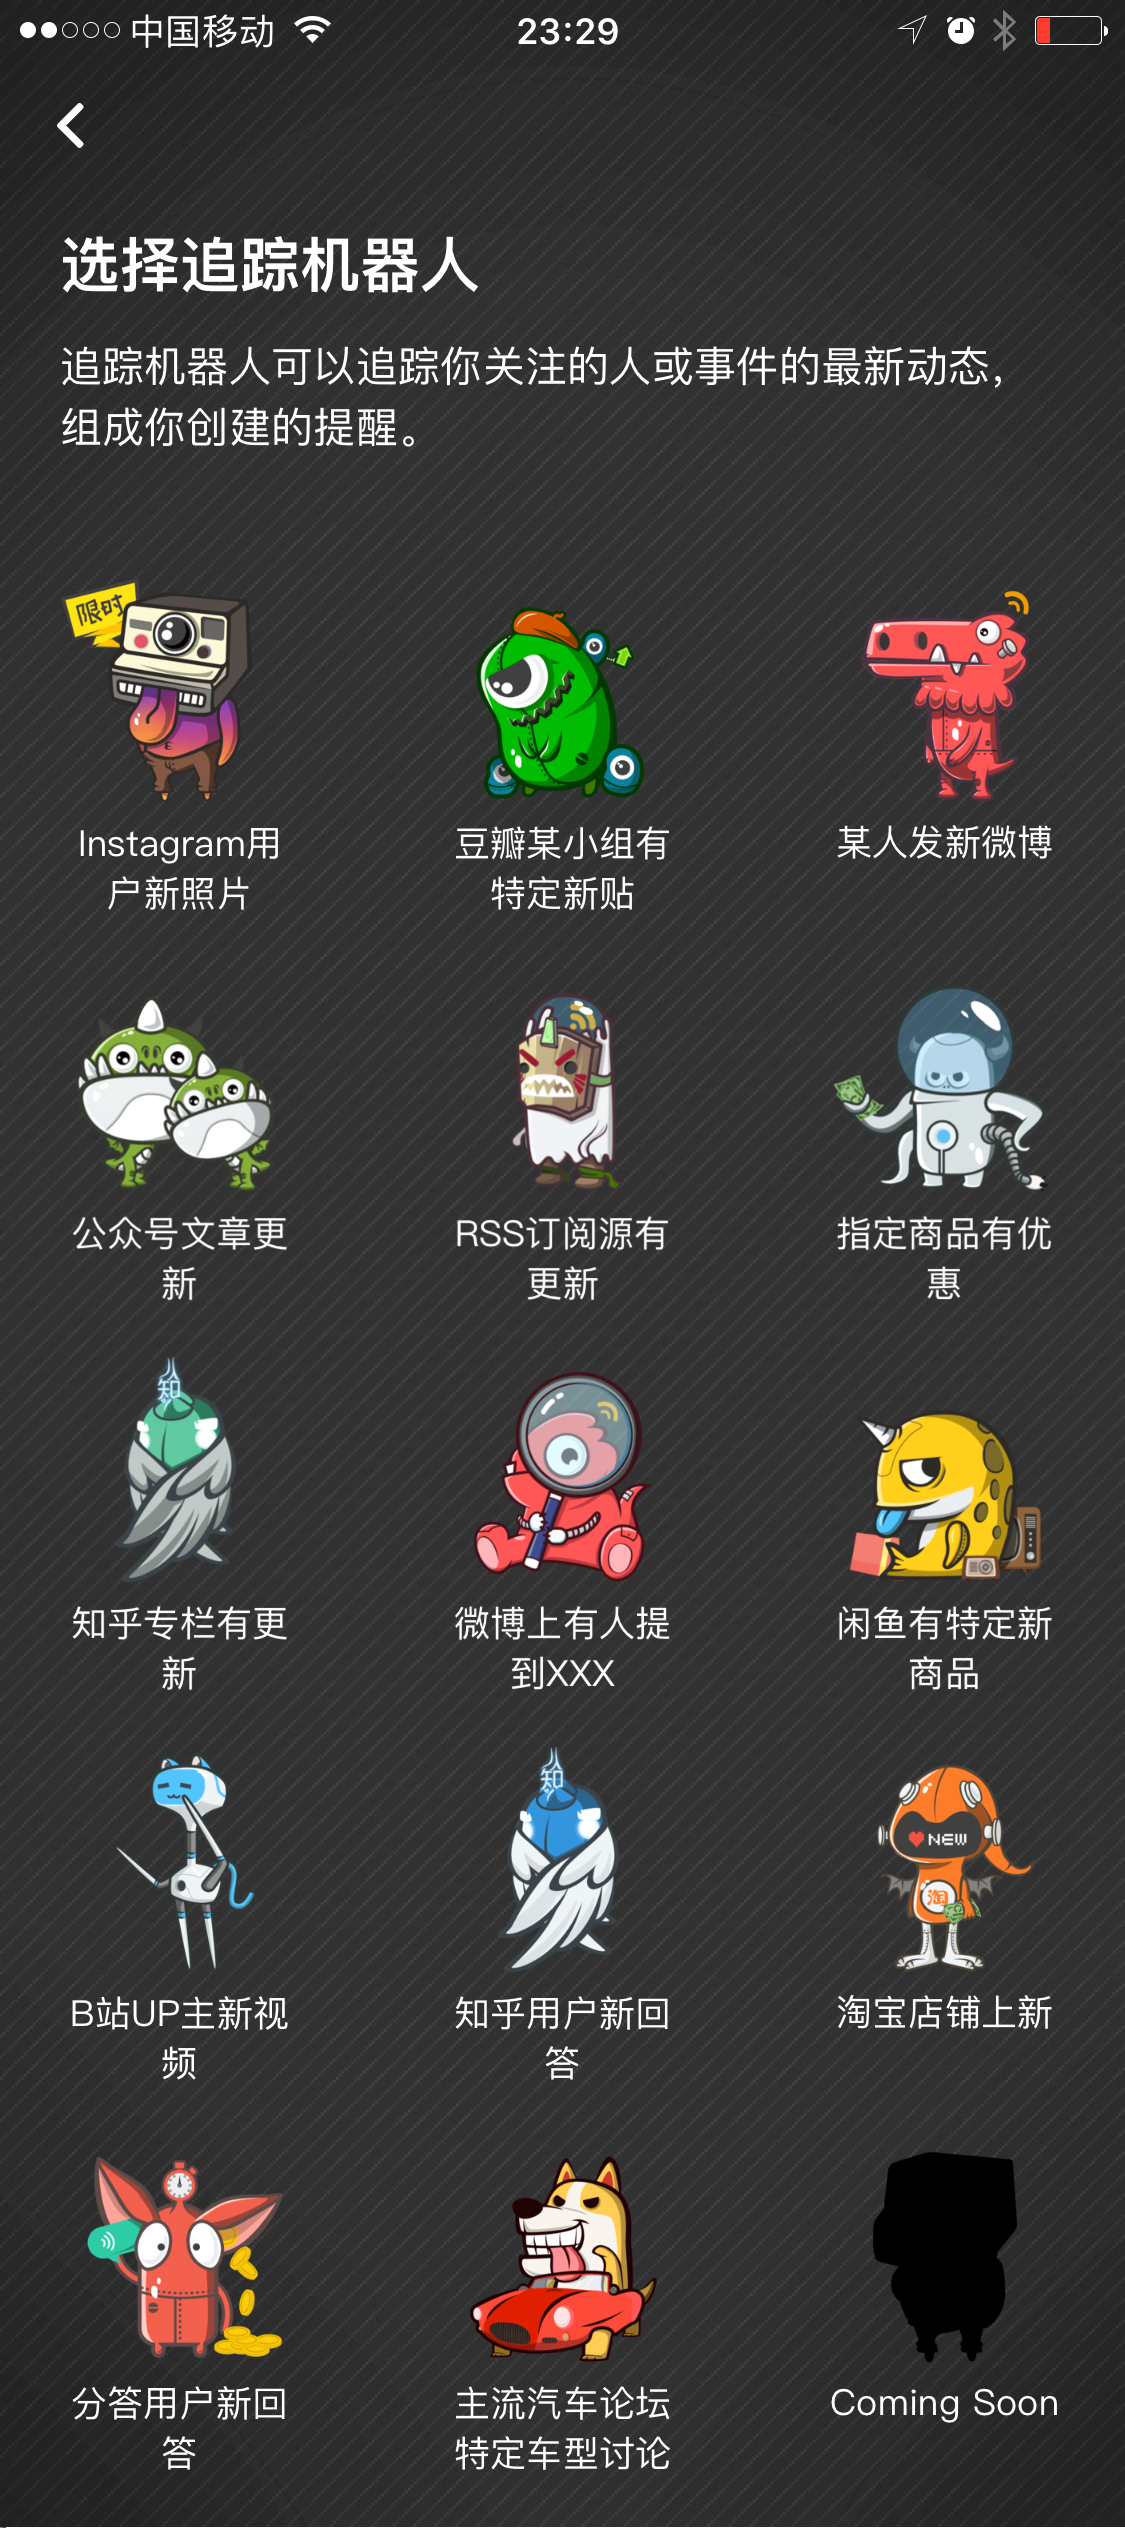 中国移动
23:29
选择追踪机器人
追踪机器人可以追踪你关注的人或事件的最新动态，
组成你创建的提醒。
限时
Instagram用
户新照片
豆瓣某小组有
特定新贴
某人发新微博
公众号文章更
新
RSS订阅源有
更新
指定商品有优
惠
知
知乎专栏有更
新
微博上有人提
到XXX
闲鱼有特定新
商品
B站UP主新视
频
知
知乎用户新回
答
NEW
淘
淘宝店铺上新
分答用户新回
答
主流汽车论坛
特定车型讨论
Coming Soon